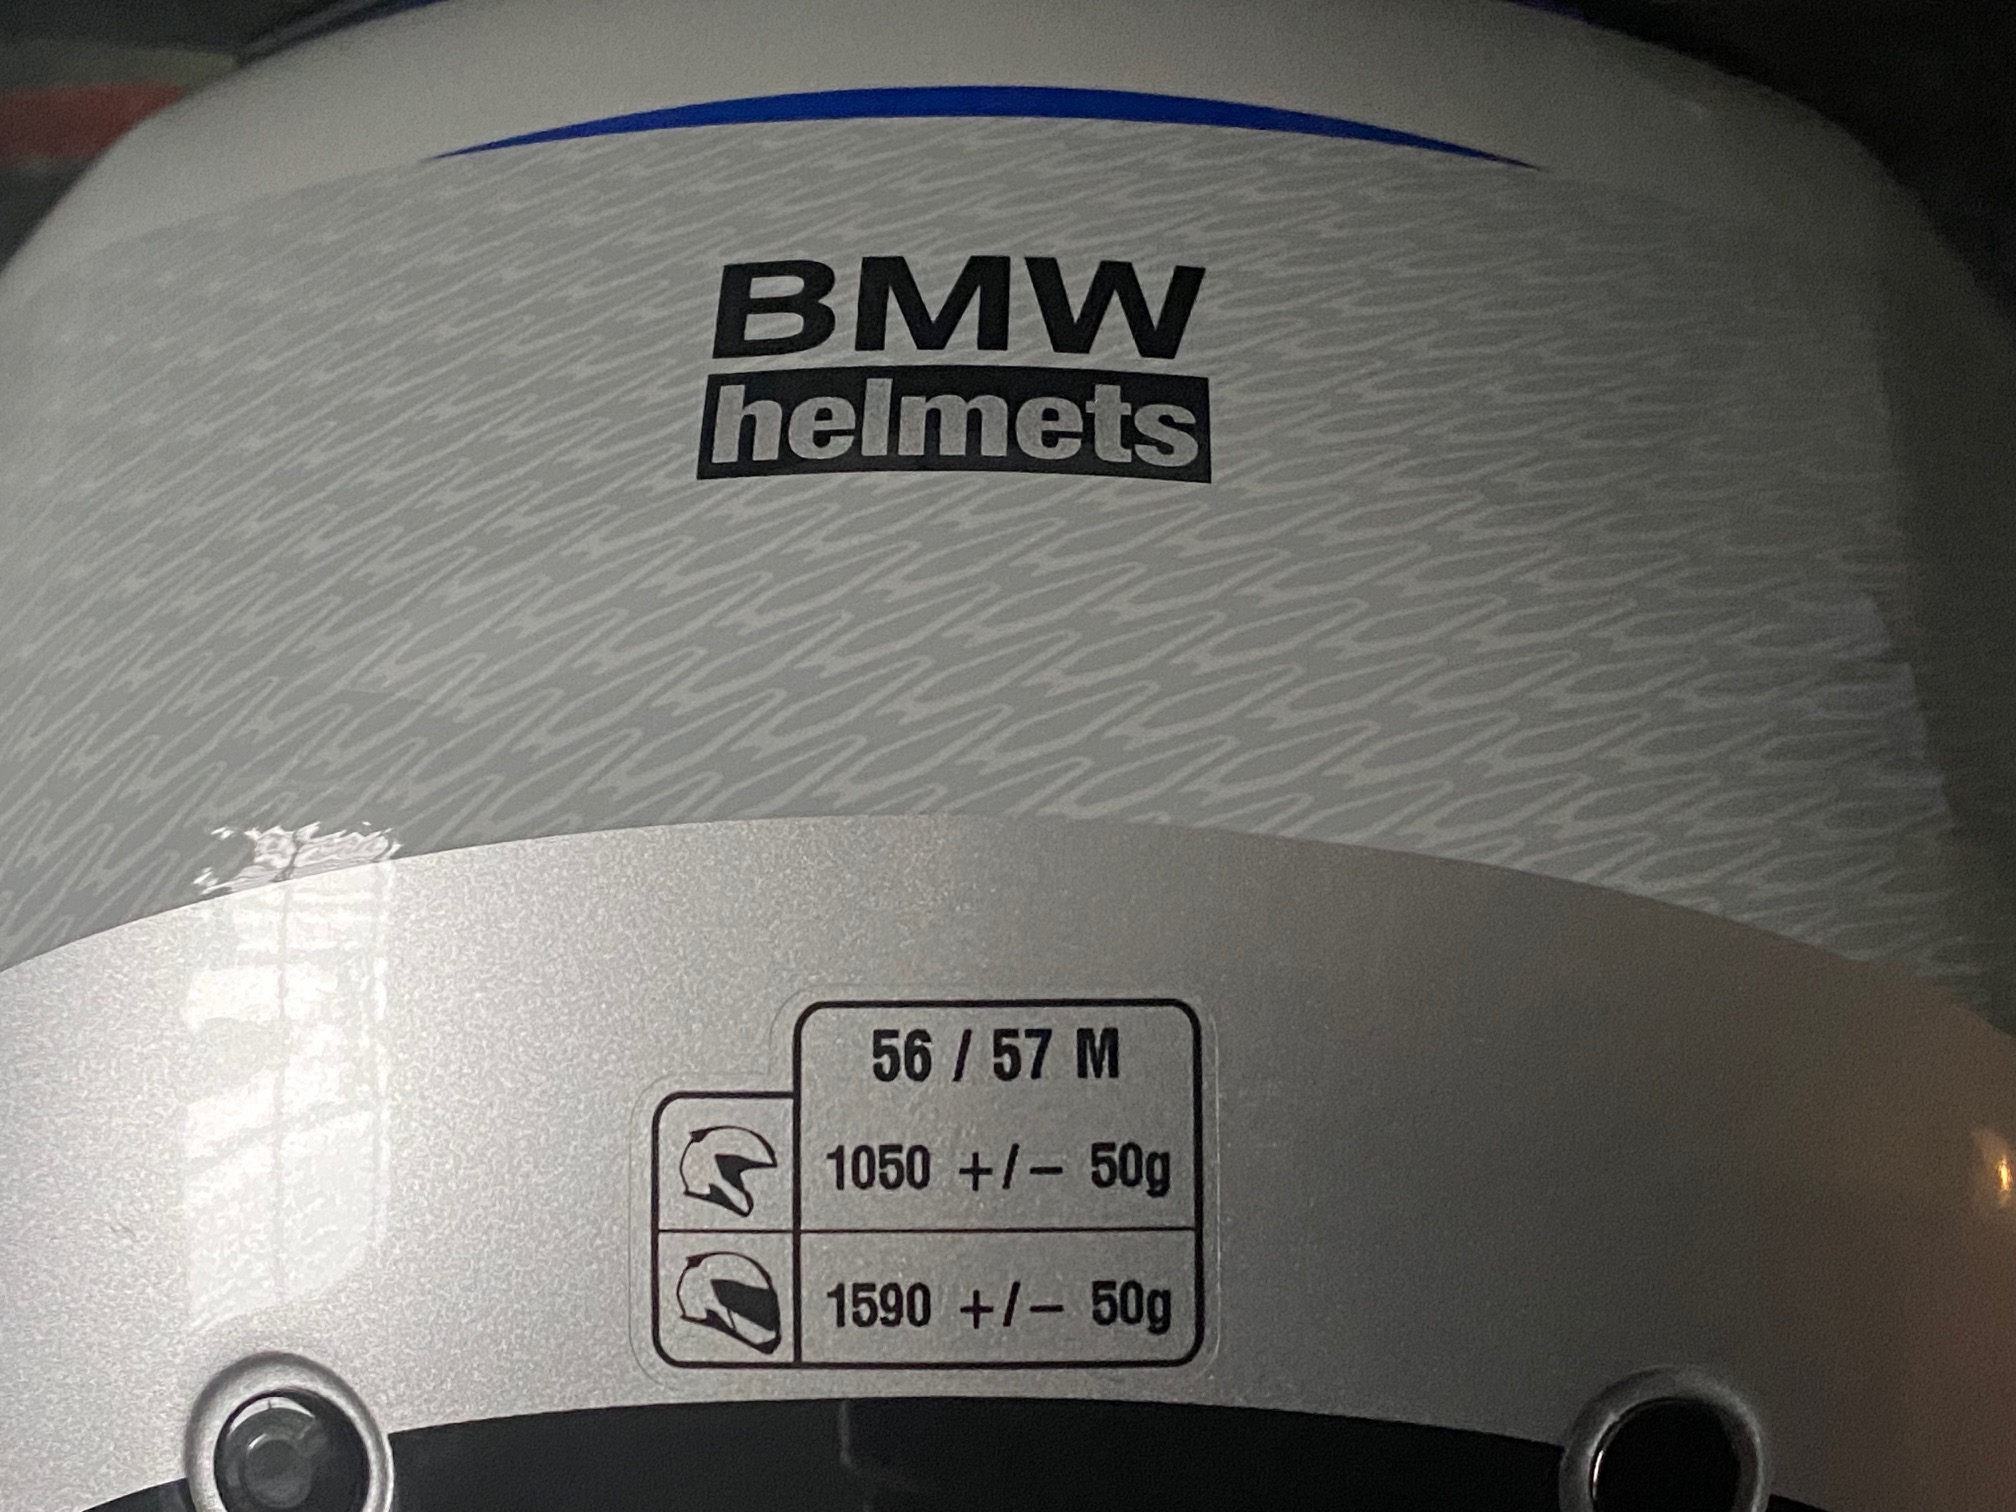 BMW
helmets
56 / 57 M
1050 +/− 50g
1590 +/− 50g